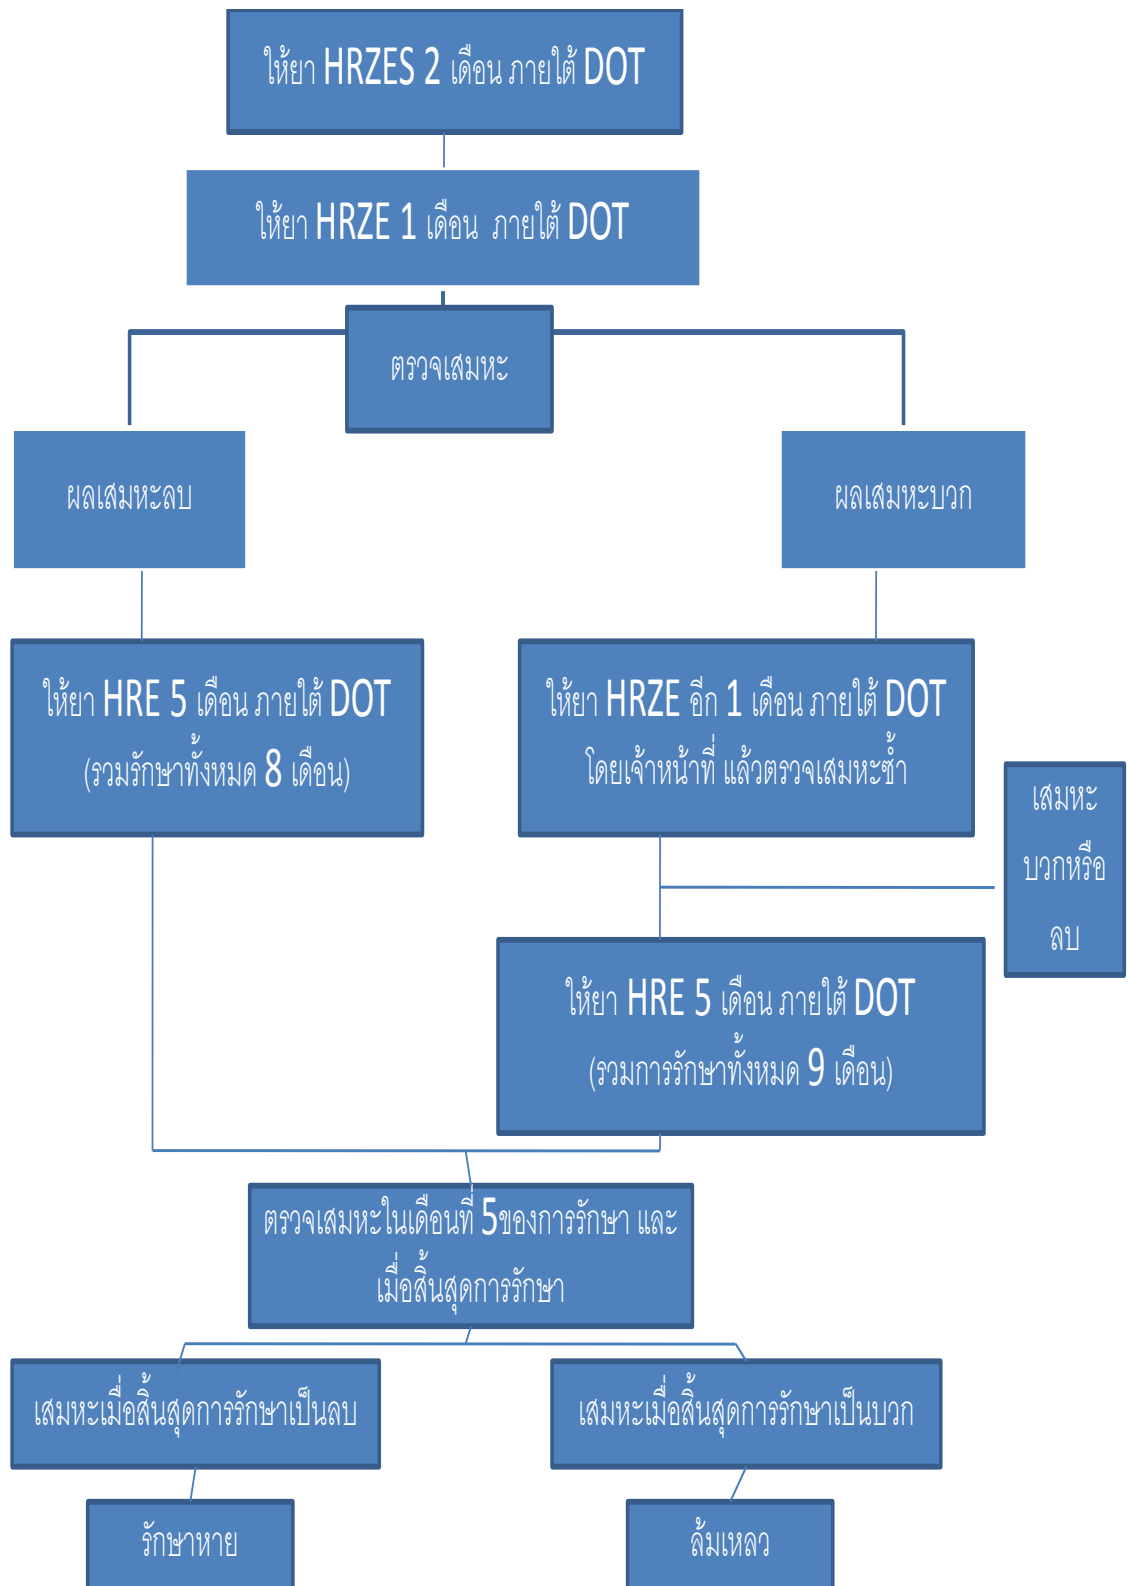 ให้ยา HRZES 2 เดือน ภายใต้ DOT
ให้ยา HRZE 1 เดือน ภายใต้ DOT
ตรวจเสมหะ
ผลเสมหะลบ
ผลเสมหะบวก
ให้ยา HRE 5 เดือน ภายใต้ DOT
(รวมรักษาทั้งหมด 8 เดือน)
ให้ยา HRZE อีก 1 เดือน ภายใต้ DOT
โดยเจ้าหน้าที่ แล้วตรวจเสมหะซ้ำ
เสมหะ
บวกหรือ
ลบ
ให้ยา HRE 5 เดือน ภายใต้ DOT
(รวมการรักษาทั้งหมด 9 เดือน)
ตรวจเสมหะในเดือนที่ 5ของการรักษา และ
เมื่อสิ้นสุดการรักษา
เสมหะเมื่อสิ้นสุดการรักษาเป็นลบ
เสมหะเมื่อสิ้นสุดการรักษาเป็นบวก
รักษาหาย
ล้มเหลว